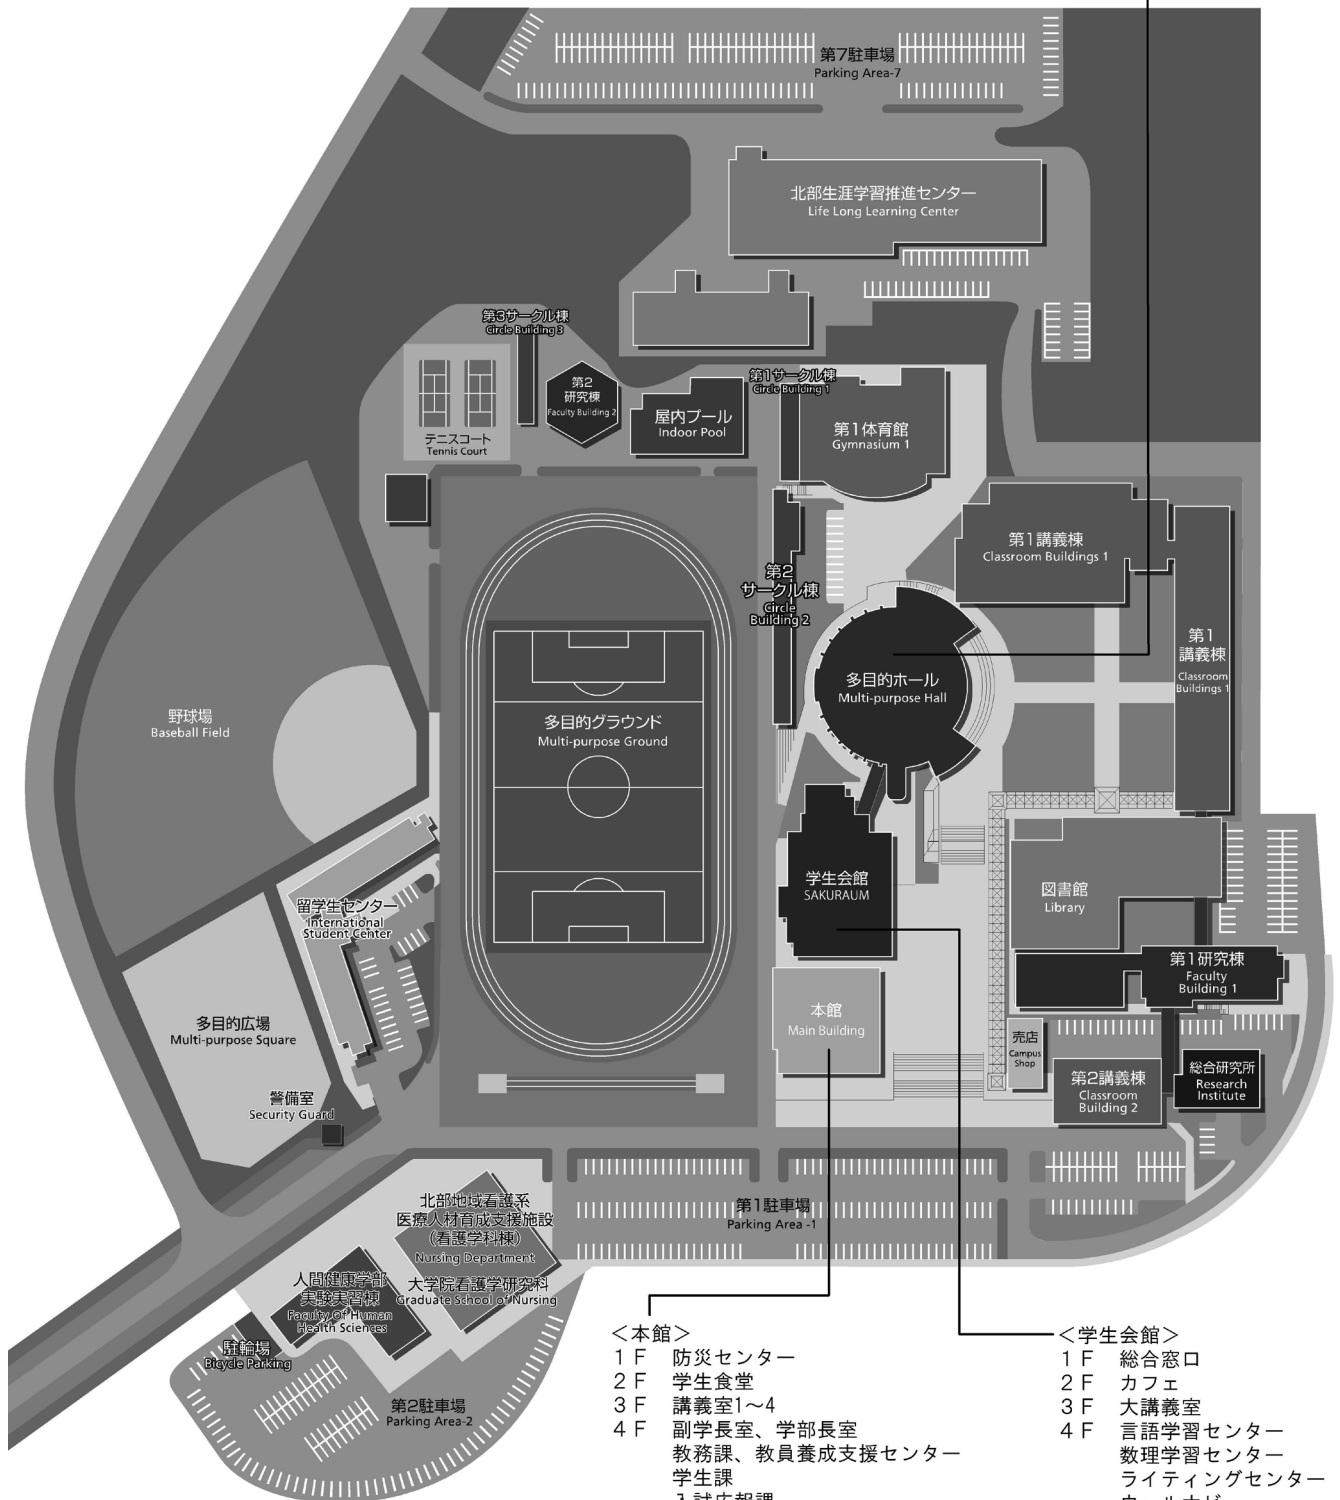 第7駐車場
Parking Area-7
北部生涯学習推進センター
Life Long Learning Center
第3サークル棟
Circle Building 3
第2
研究棟
Faculty Building 2
第1サークル棟
Circle Building 1
屋内プール
Indoor Pool
第1体育館
Gymnasium 1
テニスコート
Tennis Court
第1講義棟
Classroom Buildings 1
第2
サークル棟
Circle
Building 2
第1
講義棟
Classroom
Buildings 1
多目的ホール
Multi-purpose Hall
野球場
Baseball Field
多目的グラウンド
Multi-purpose Ground
学生会館
SAKURAUM
図書館
Library
留学生センター
International
Student Center
第1研究棟
Faculty
Building 1
本館
Main Building
多目的広場
Multi-purpose Square
売店
Campus
Shop
第2講義棟
Classroom
Building 2
総合研究所
Research
Institute
警備室
Security Guard
第1駐車場
Parking Area -1
北部地域看護系
医療人材育成支援施設
(看護学科棟)
Nursing Department
大学院看護学研究科
Graduate School of Nursing
人間健康学部
実験実習棟
Faculty Of Human
Health Sciences
駐輪場
Bicycle Parking
第2駐車場
Parking Area-2
＜本館＞
1F 防災センター
2F 学生食堂
3F 講義室1～4
4F 副学長室、学部長室
教務課、教員養成支援センター
学生課
入試広報課
＜学生会館＞
1F 総合窓口
2F カフェ
3F 大講義室
4F 言語学習センター
数理学習センター
ライティングセンター